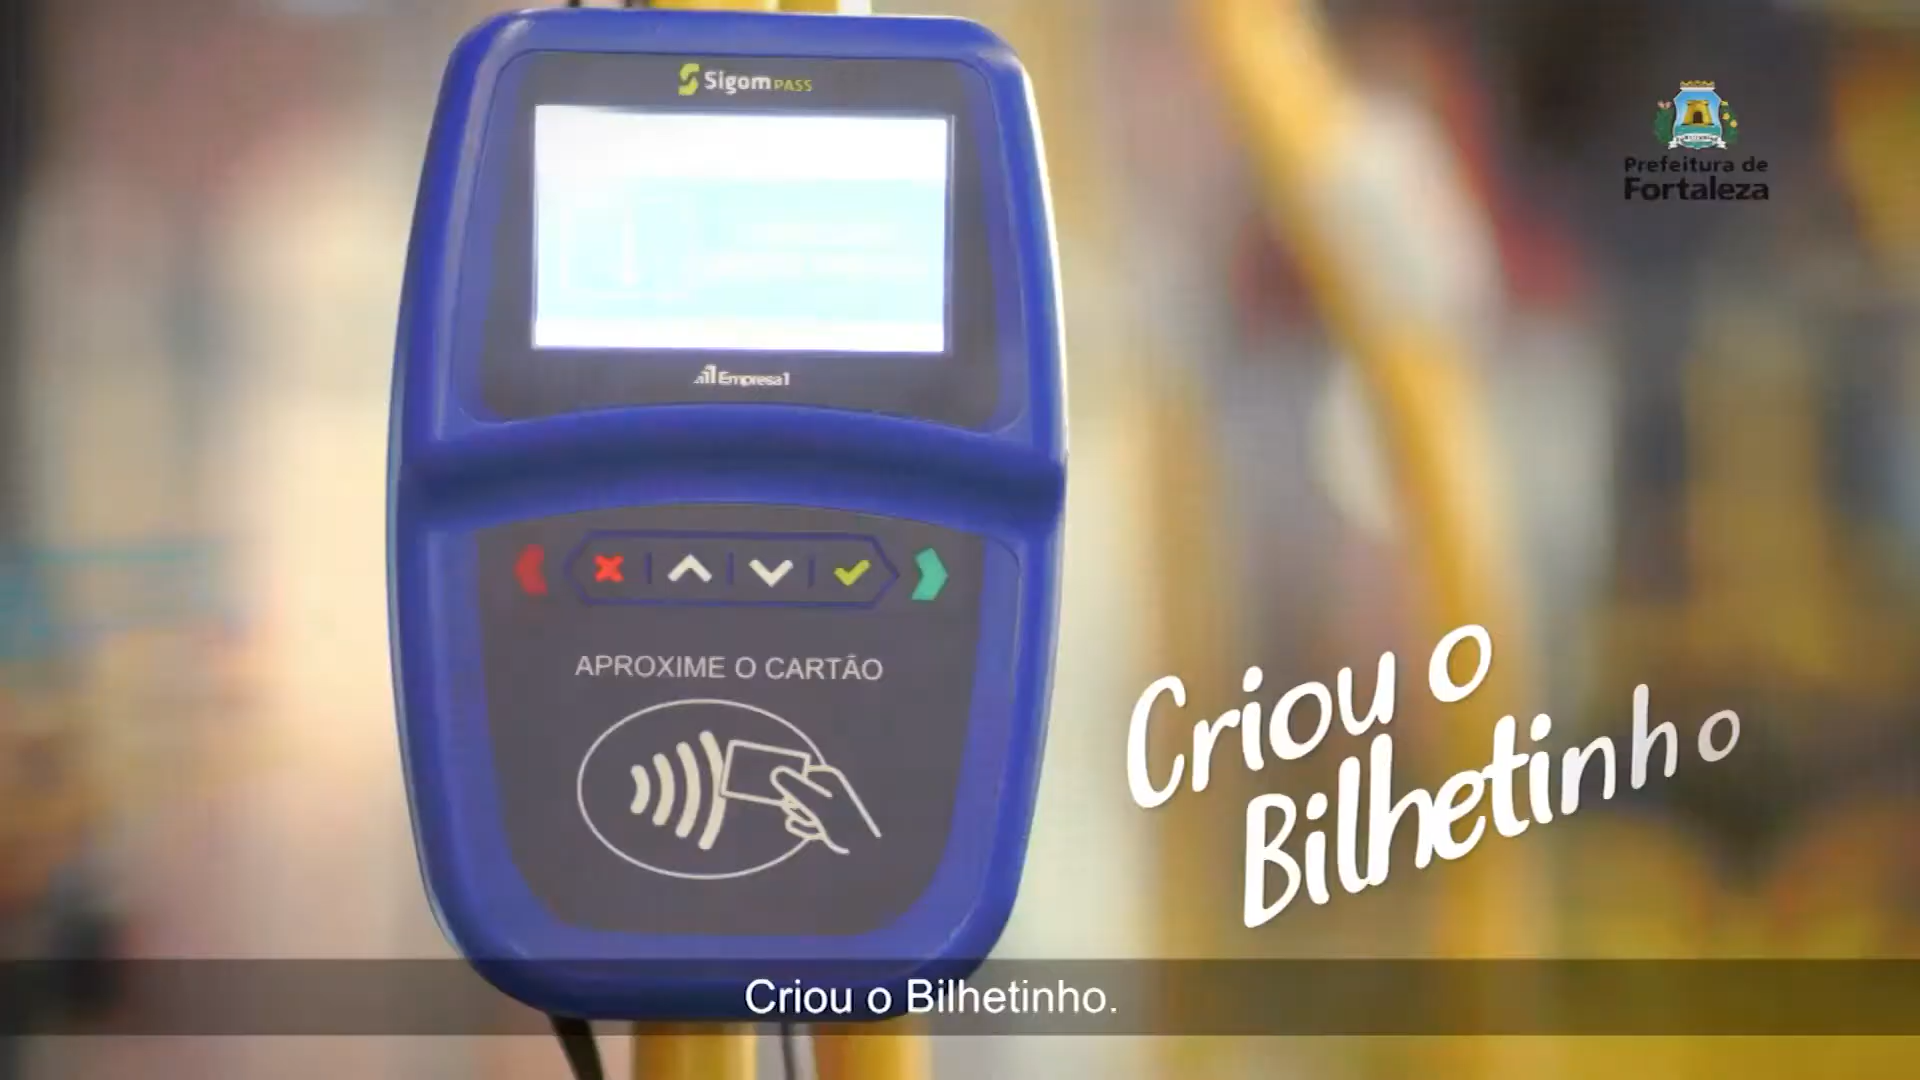 Sigom PASS
Prefeitura de
Fortaleza
Empresa1
APROXIME O CARTÃO
Criou o
Bilhetinho
Criou o Bilhetinho.